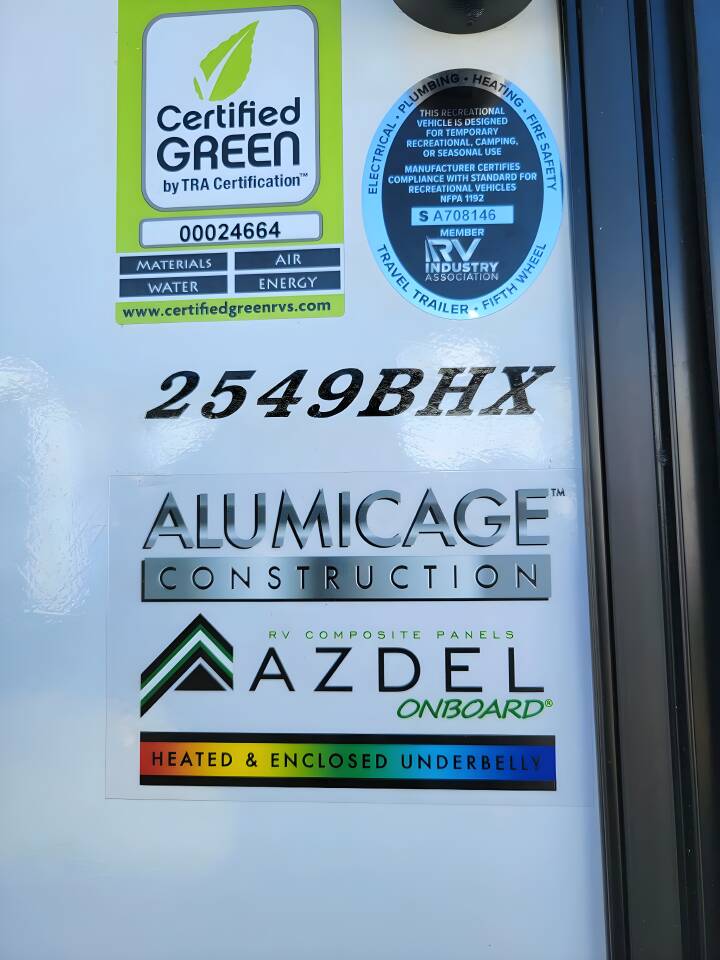 Certified
GREEN
by TRA Certification™
00024664
MATERIALS
AIR
WATER
ENERGY
www.certifiedgreenrvs.com
ELECTRICAL • PLUMBING • HEATING • FIRE SAFETY
THIS RECREATIONAL
VEHICLE IS DESIGNED
FOR TEMPORARY
RECREATIONAL, CAMPING,
OR SEASONAL USE
MANUFACTURER CERTIFIES
COMPLIANCE WITH STANDARD FOR
RECREATIONAL VEHICLES
NFPA 1192
S A708146
MEMBER
RV
INDUSTRY
ASSOCIATION
TRAVEL TRAILER • FIFTH WHEEL
2549BHX
ALUMICAGE™
CONSTRUCTION
RV COMPOSITE PANELS
AZDEL
ONBOARD®
HEATED & ENCLOSED UNDERBELLY